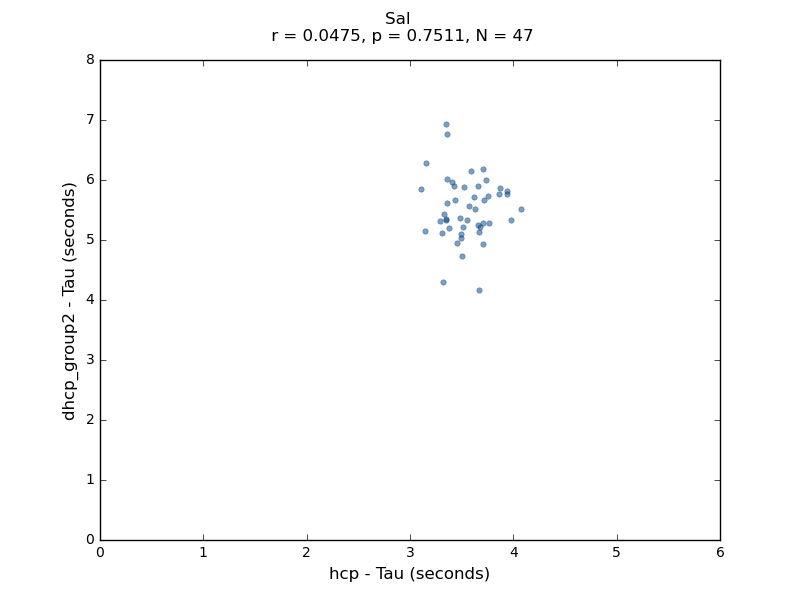 Sal
r = 0.0475, p = 0.7511, N = 47
8
7
6
5
4
3
2
1
0
dhcp_group2 - Tau (seconds)
0 1 2 3 4 5 6
hcp - Tau (seconds)